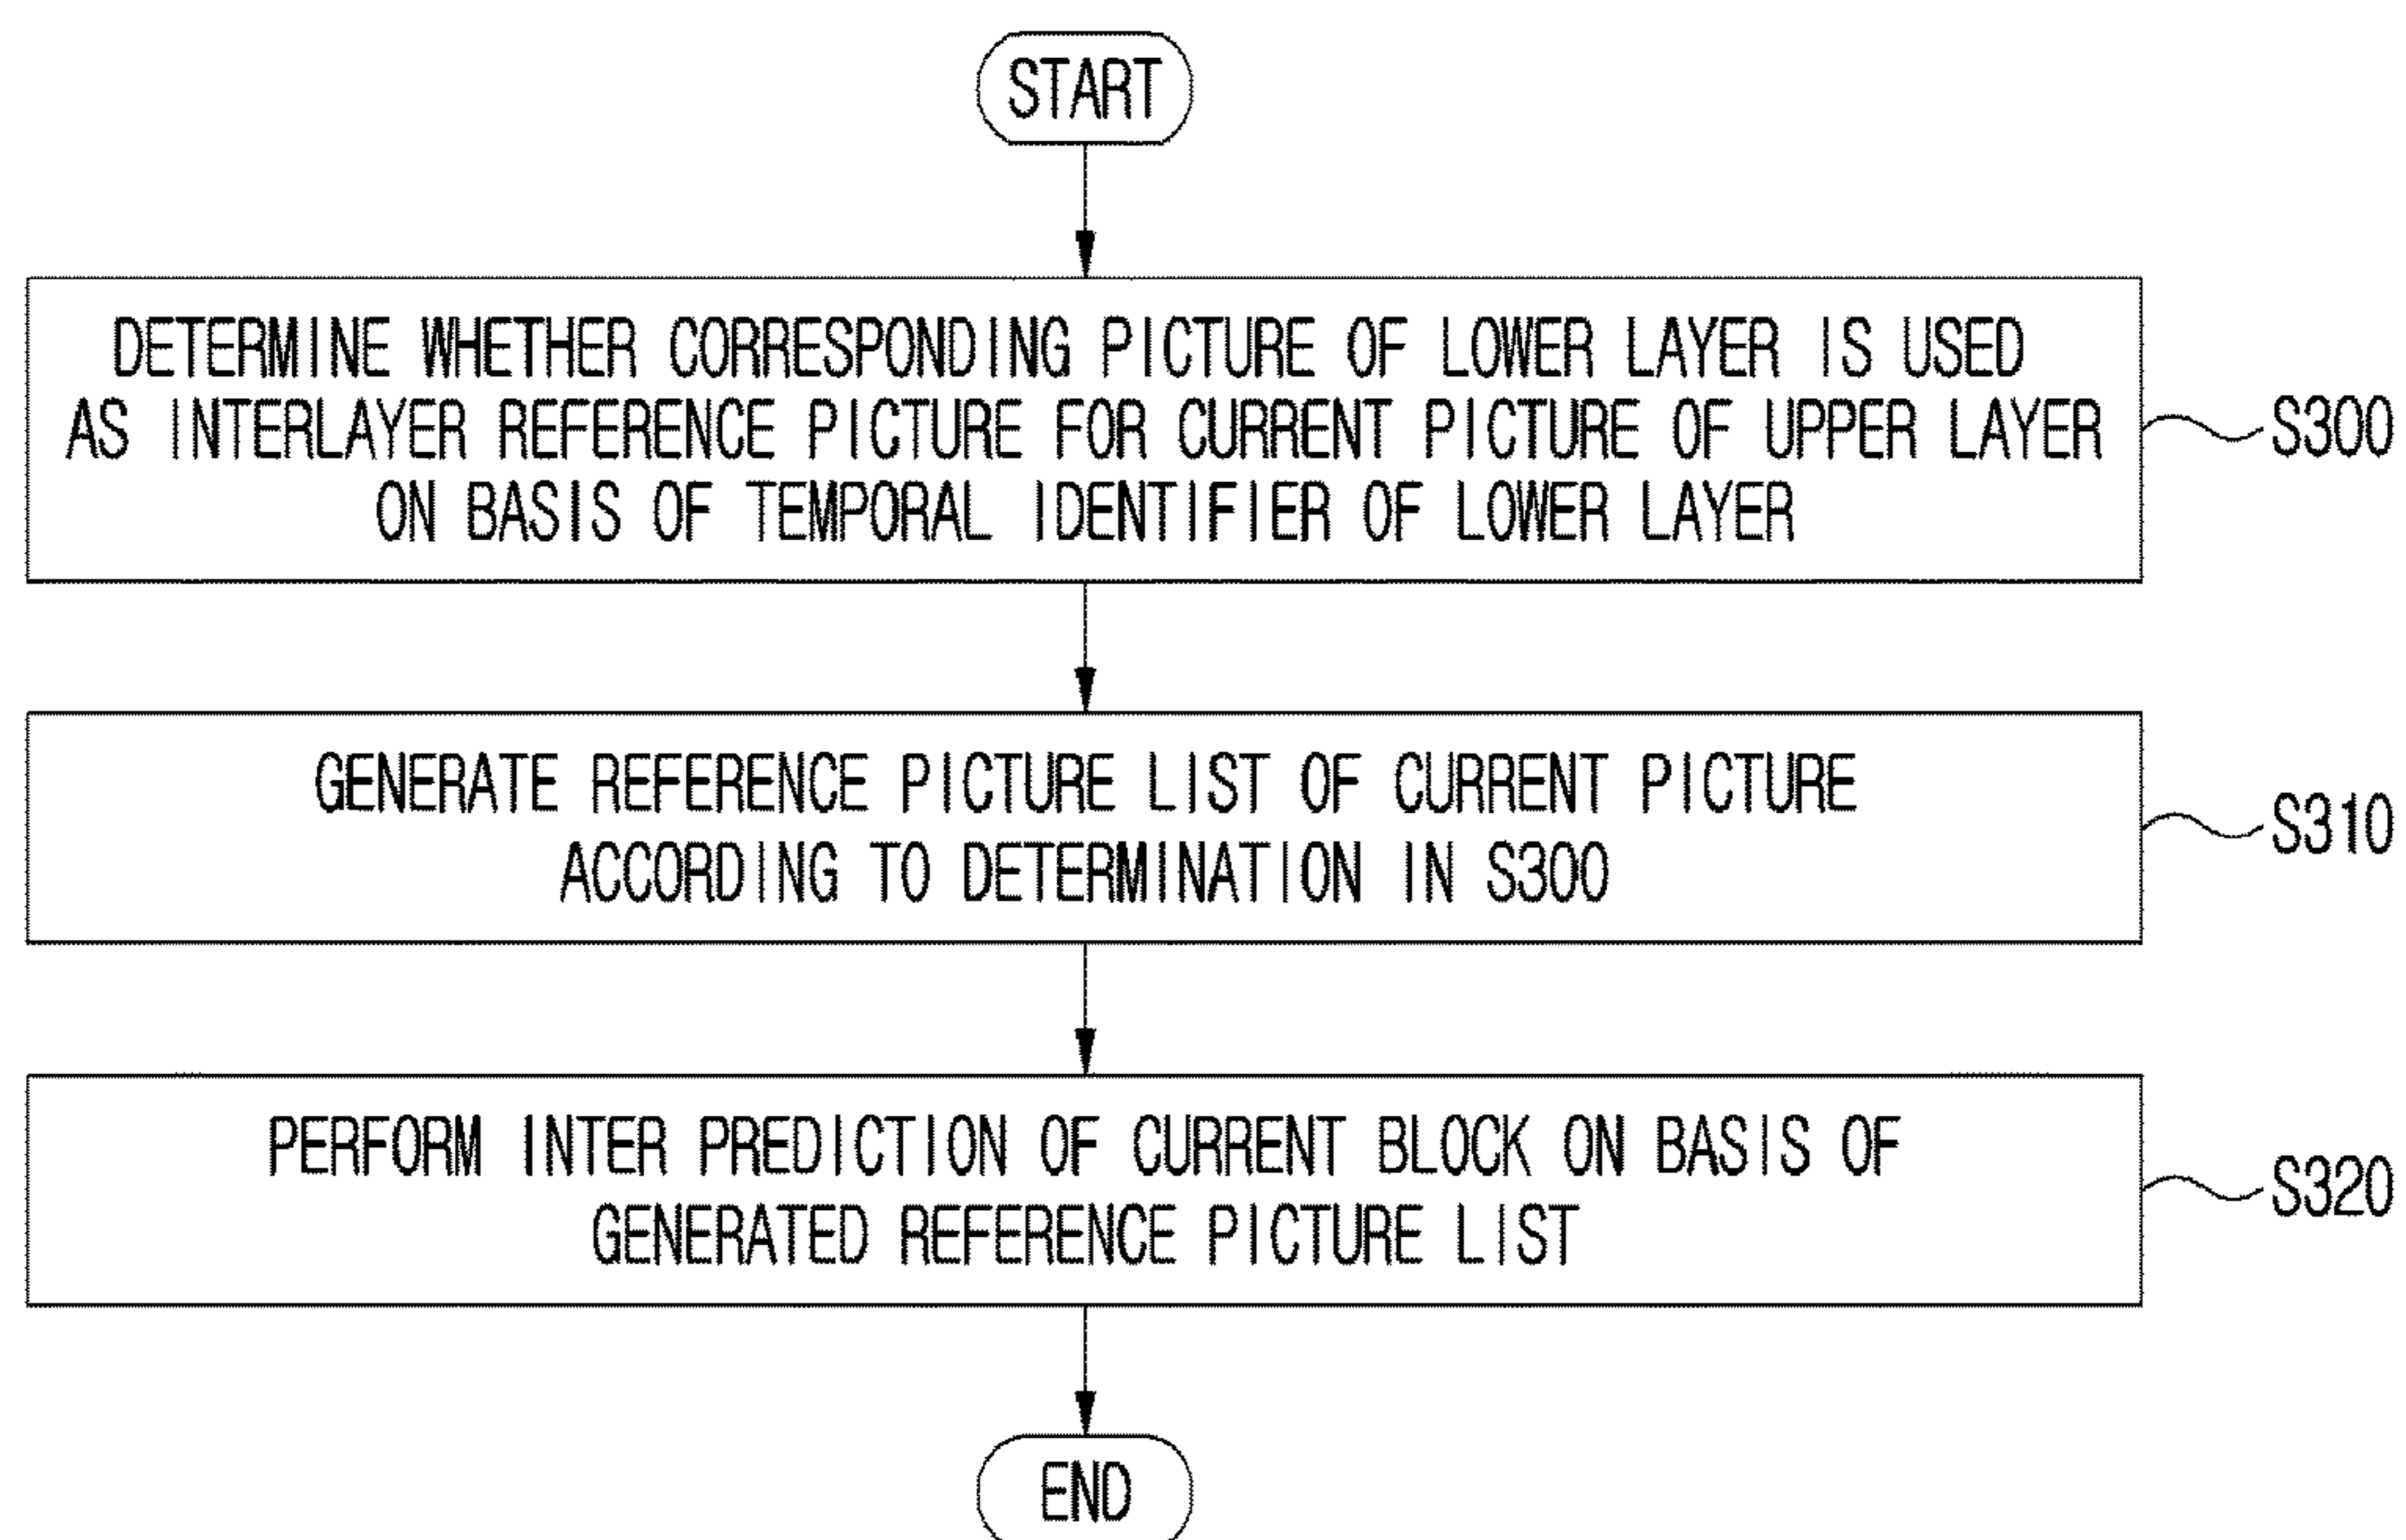 START
DETERMINE WHETHER CORRESPONDING PICTURE OF LOWER LAYER IS USED
AS INTERLAYER REFERENCE PICTURE FOR CURRENT PICTURE OF UPPER LAYER
ON BASIS OF TEMPORAL IDENTIFIER OF LOWER LAYER
S300
GENERATE REFERENCE PICTURE LIST OF CURRENT PICTURE
ACCORDING TO DETERMINATION IN S300
S310
PERFORM INTER PREDICTION OF CURRENT BLOCK ON BASIS OF
GENERATED REFERENCE PICTURE LIST
S320
END